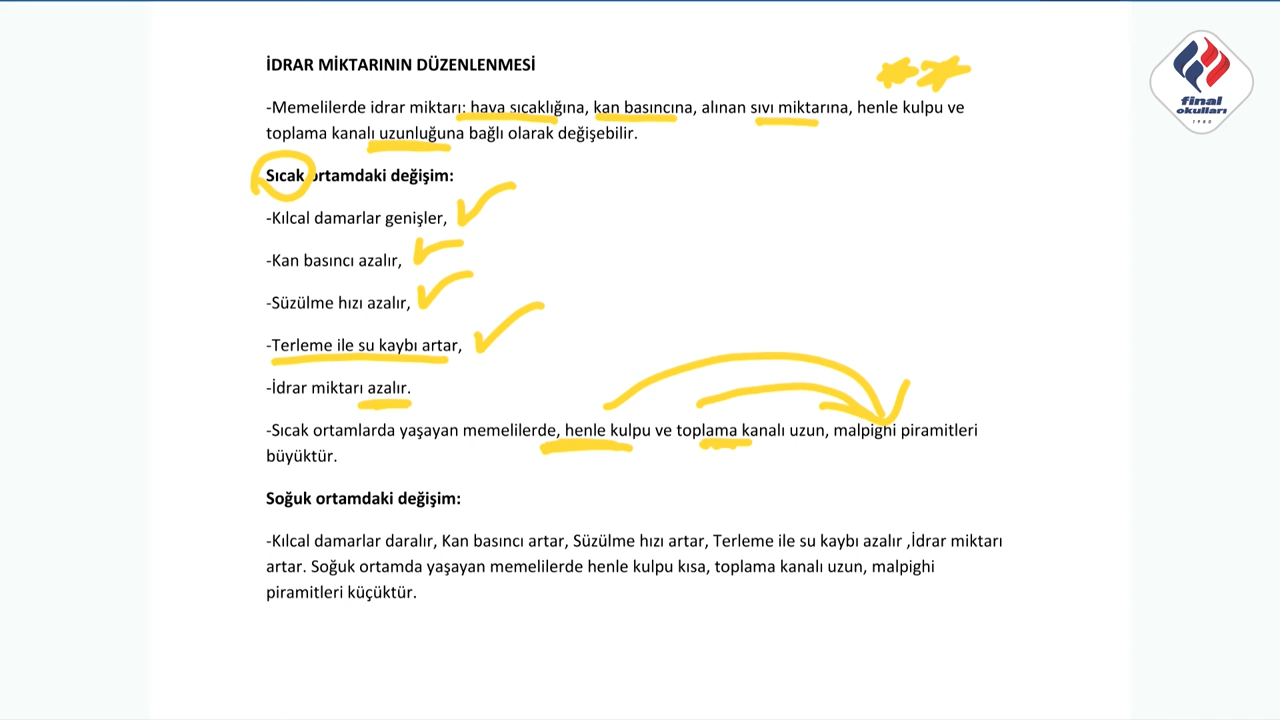 İDRAR MİKTARININ DÜZENLENMESİ
-Memelilerde idrar miktarı: hava sıcaklığına, kan basıncına, alınan sıvı miktarına, henle kulpu ve
toplama kanalı uzunluğuna bağlı olarak değişebilir.
Sıcak ortamdaki değişim:
-Kılcal damarlar genişler,
-Kan basıncı azalır,
-Süzülme hızı azalır,
-Terleme ile su kaybı artar,
-İdrar miktarı azalır.
-Sıcak ortamlarda yaşayan memelilerde, henle kulpu ve toplama kanalı uzun, malpighi piramitleri
büyüktür.
Soğuk ortamdaki değişim:
-Kılcal damarlar daralır, Kan basıncı artar, Süzülme hızı artar, Terleme ile su kaybı azalır ,İdrar miktarı
artar. Soğuk ortamda yaşayan memelilerde henle kulpu kısa, toplama kanalı uzun, malpighi
piramitleri küçüktür.
final
okulları
1980